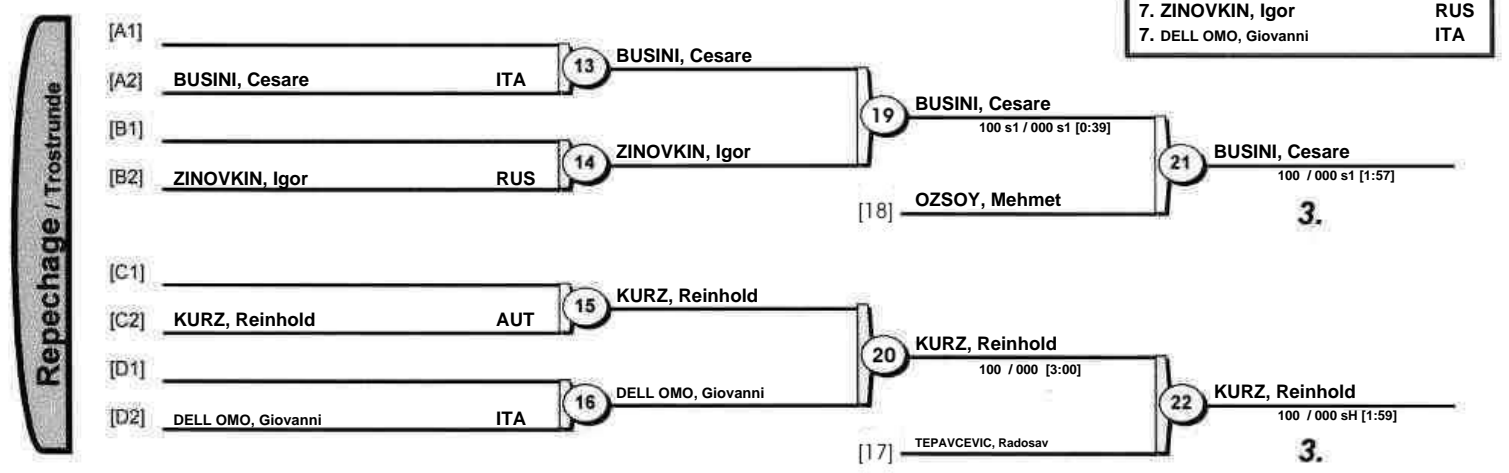 7. ZINOVKIN, Igor RUS
7. DELL OMO, Giovanni ITA
Repechage / Trostrunde
[A1]
[A2] BUSINI, Cesare ITA
13 BUSINI, Cesare
[B1]
[B2] ZINOVKIN, Igor RUS
14 ZINOVKIN, Igor
19 BUSINI, Cesare
100 s1 / 000 s1 [0:39]
[18] OZSOY, Mehmet
21 BUSINI, Cesare
100 / 000 s1 [1:57]
3.
[C1]
[C2] KURZ, Reinhold AUT
15 KURZ, Reinhold
[D1]
[D2] DELL OMO, Giovanni ITA
16 DELL OMO, Giovanni
20 KURZ, Reinhold
100 / 000 [3:00]
[17] TEPAVCEVIC, Radosav
22 KURZ, Reinhold
100 / 000 sH [1:59]
3.